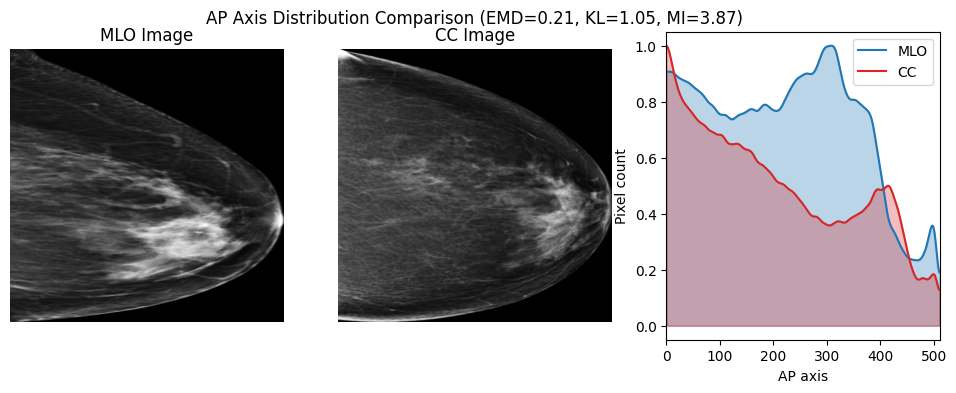 AP Axis Distribution Comparison (EMD=0.21, KL=1.05, MI=3.87)
MLO Image
CC Image
MLO
CC
Pixel count
1.0
0.8
0.6
0.4
0.2
0.0
0 100 200 300 400 500
AP axis